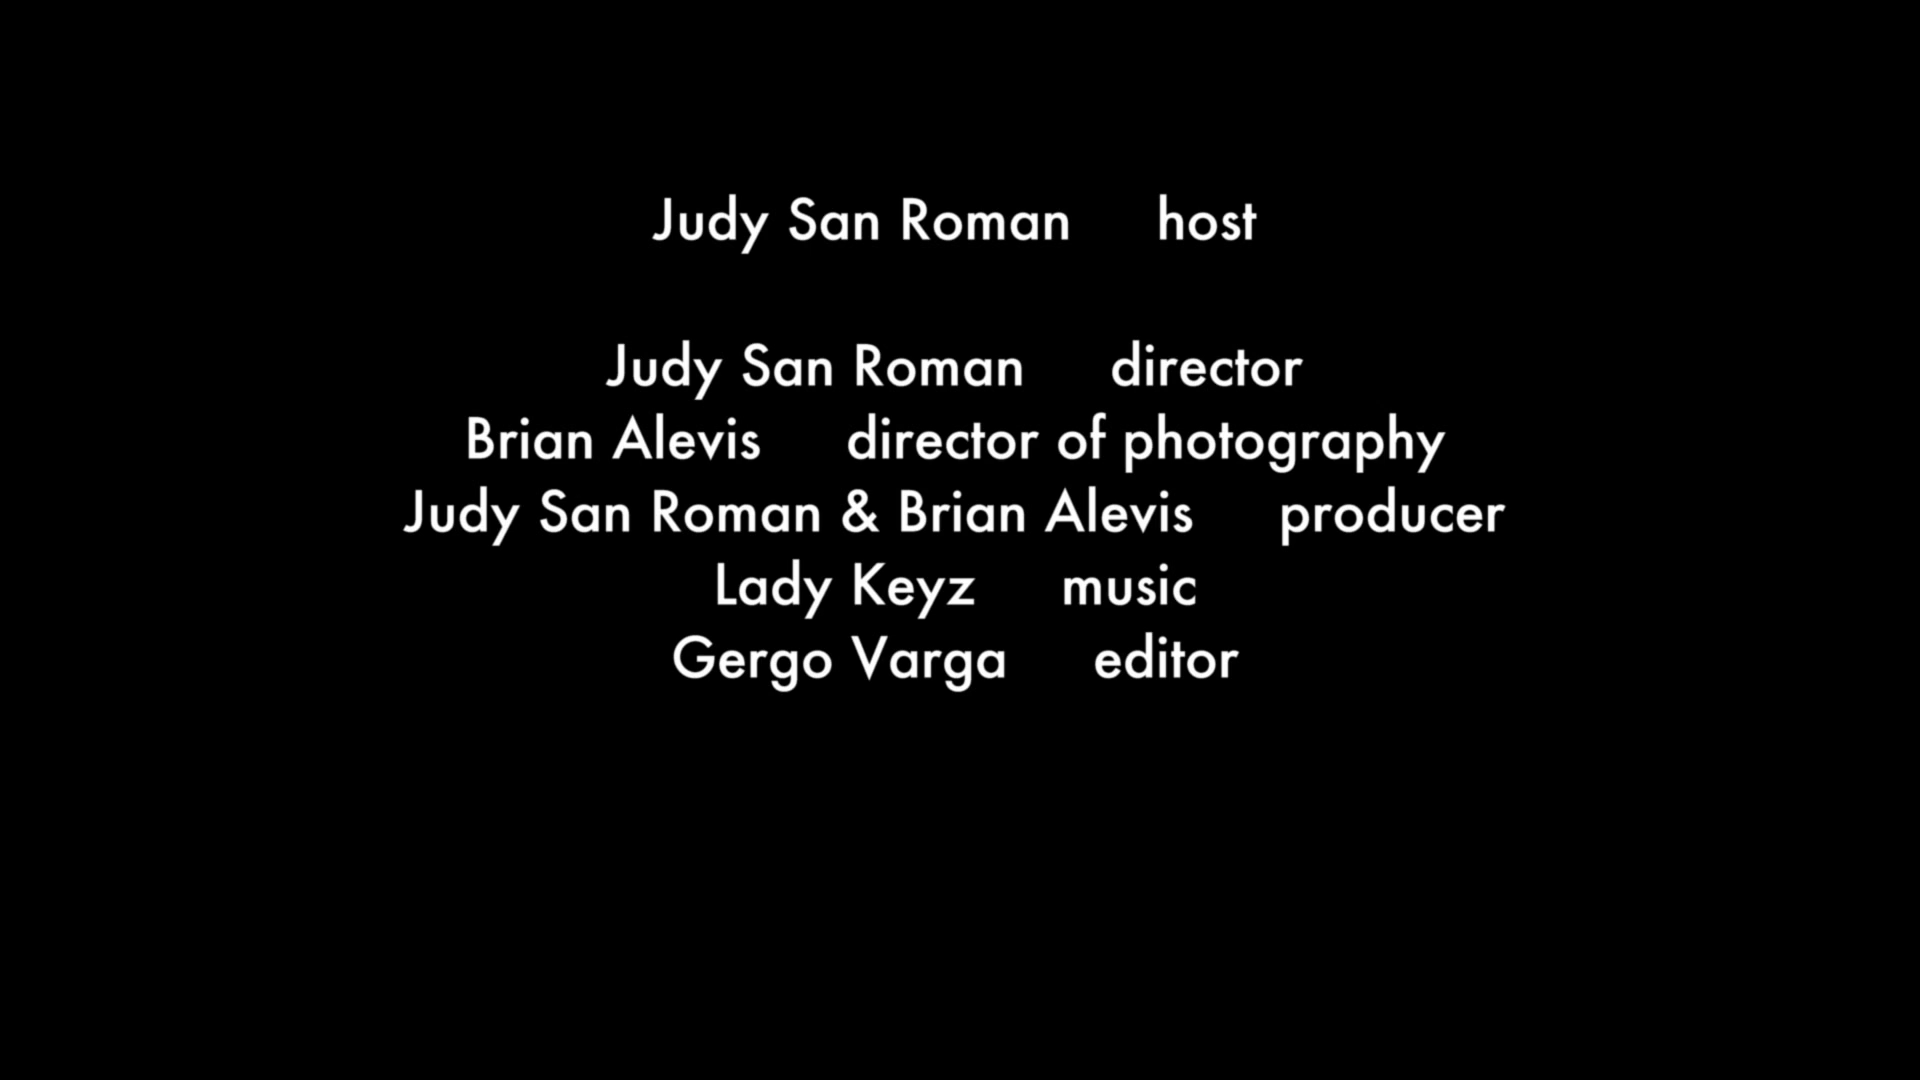 Judy San Roman host
Judy San Roman director
Brian Alevis director of photography
Judy San Roman & Brian Alevis producer
Lady Keyz music
Gergo Varga editor